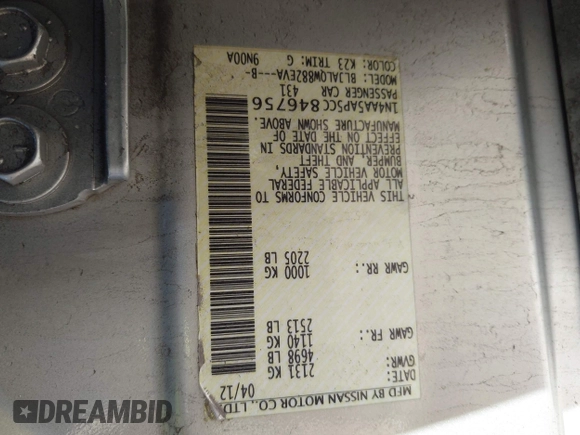 MFD BY NISSAN MOTOR CO., LTD.
DATE: 04/12
GVWR: 2131 KG
4698 LB
GAWR FR.: 1140 KG
2513 LB
GAWR RR.: 1000 KG
2205 LB
THIS VEHICLE CONFORMS TO
ALL APPLICABLE FEDERAL
MOTOR VEHICLE SAFETY,
BUMPER AND THEFT
PREVENTION STANDARDS IN
EFFECT ON THE DATE OF
MANUFACTURE SHOWN ABOVE.
1N4AA5AP5CC846756
PASSENGER CAR 431
MODEL: BLJALQW882EVA---B-
COLOR: K23 TRIM: G
9N00A
DREAMBID